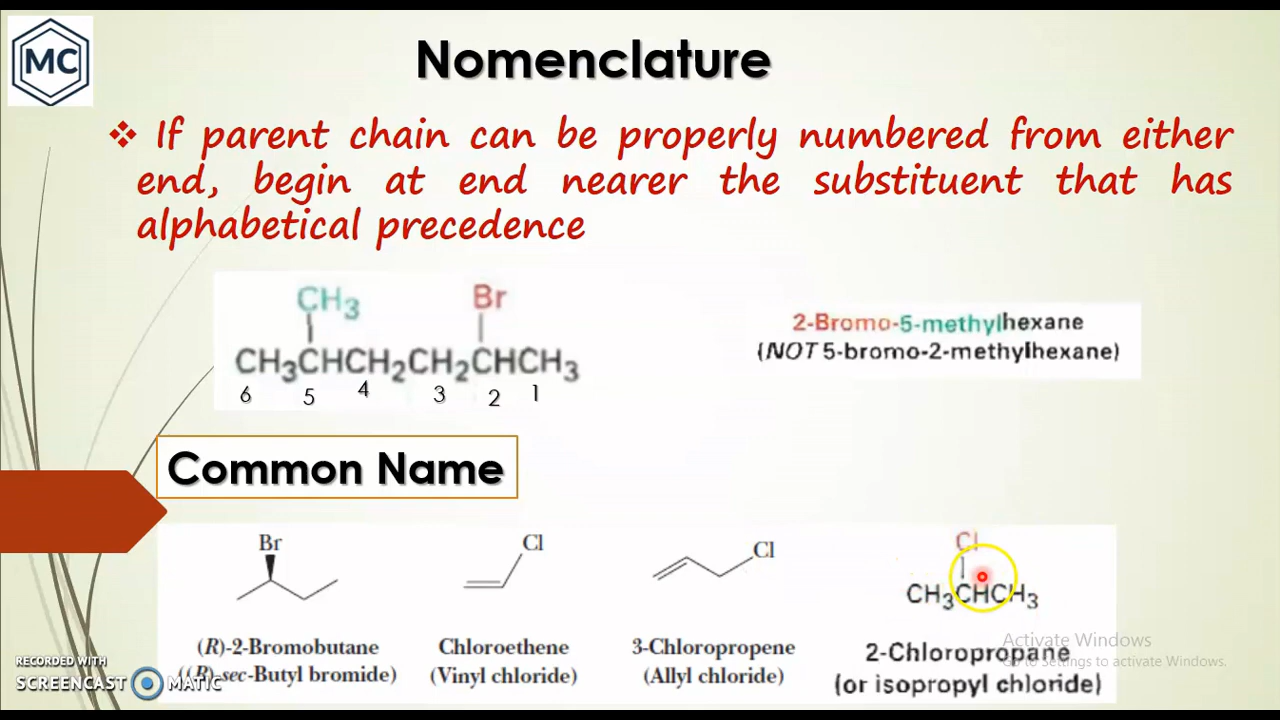 MC
Nomenclature
❖ If parent chain can be properly numbered from either
end, begin at end nearer the substituent that has
alphabetical precedence
CH₃ Br
CH₃CHCH₂CH₂CHCH₃
6 5 4 3 2 1
2-Bromo-5-methylhexane
(NOT 5-bromo-2-methylhexane)
Common Name
Br
(R)-2-Bromobutane
((R)-sec-Butyl bromide)
Cl
Chloroethene
(Vinyl chloride)
Cl
3-Chloropropene
(Allyl chloride)
Cl
CH₃CHCH₃
2-Chloropropane
(or isopropyl chloride)
Activate Windows
Go to Settings to activate Windows.
RECORDED WITH
SCREENCAST MATIC